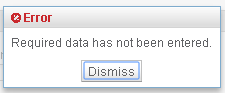 Error
Required data has not been entered.
Dismiss